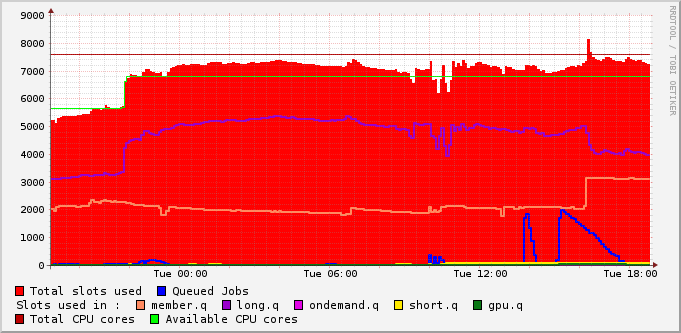 9000
8000
7000
6000
5000
4000
3000
2000
1000
0
Tue 00:00 Tue 06:00 Tue 12:00 Tue 18:00
RRDTOOL / TOBI OETIKER
Total slots used Queued Jobs
Slots used in : member.q long.q ondemand.q short.q gpu.q
Total CPU cores Available CPU cores